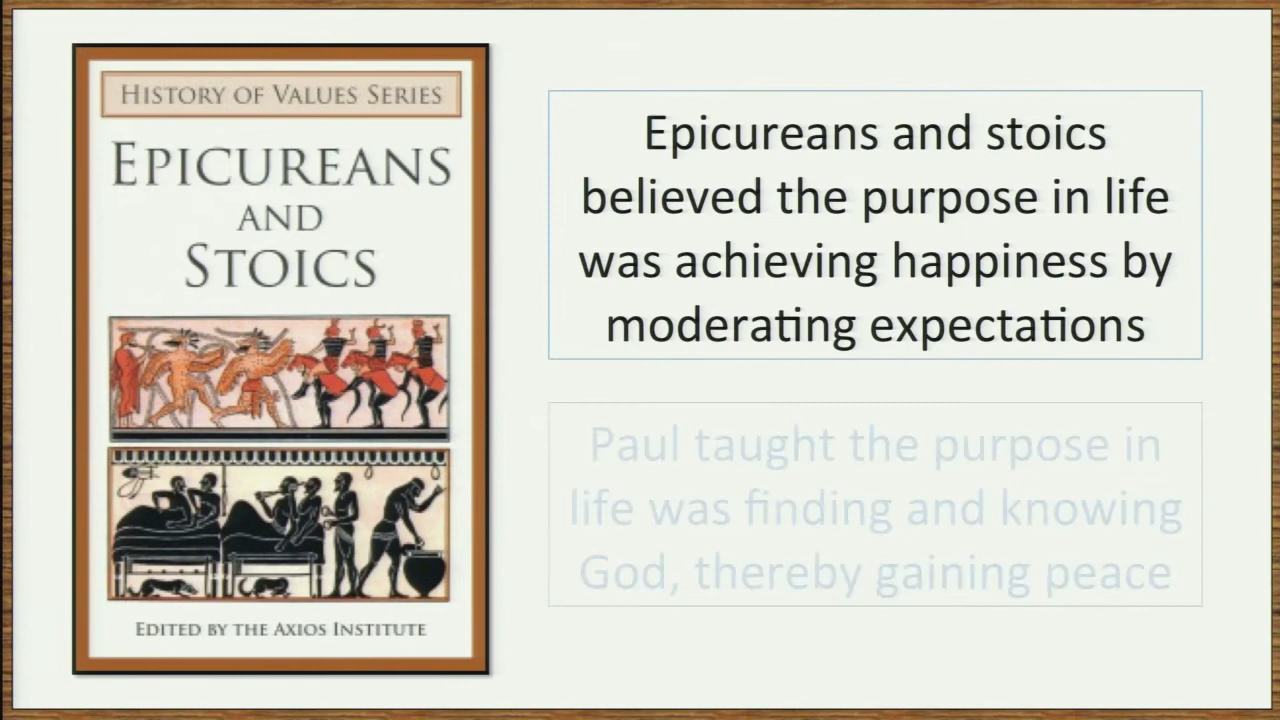 HISTORY OF VALUES SERIES
EPICUREANS
AND
STOICS
EDITED BY THE AXIOS INSTITUTE
Epicureans and stoics
believed the purpose in life
was achieving happiness by
moderating expectations
Paul taught the purpose in
life was finding and knowing
God, thereby gaining peace